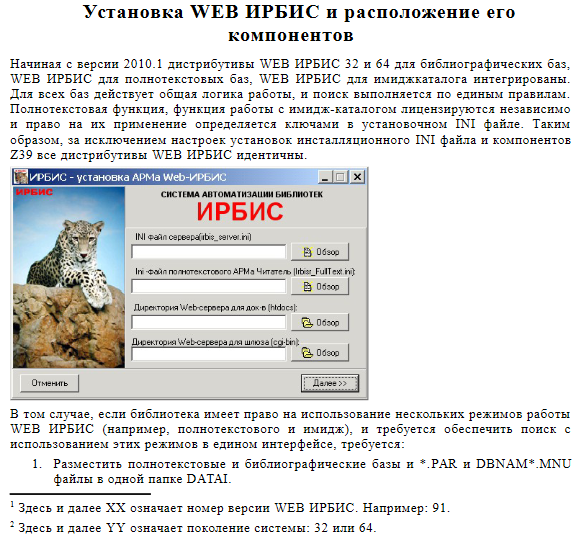 Установка WEB ИРБИС и расположение его
компонентов
Начиная с версии 2010.1 дистрибутивы WEB ИРБИС 32 и 64 для библиографических баз,
WEB ИРБИС для полнотекстовых баз, WEB ИРБИС для имиджкаталога интегрированы.
Для всех баз действует общая логика работы, и поиск выполняется по единым правилам.
Полнотекстовая функция, функция работы с имидж-каталогом лицензируются независимо
и право на их применение определяется ключами в установочном INI файле. Таким
образом, за исключением настроек установок инсталляционного INI файла и компонентов
Z39 все дистрибутивы WEB ИРБИС идентичны.
ИРБИС - установка АРМа Web-ИРБИС
ИРБИС
СИСТЕМА АВТОМАТИЗАЦИИ БИБЛИОТЕК
ИРБИС
INI файл сервера(irbis_server.ini)
Обзор
Ini -файл полнотекстового АРМа Читатель (Irbis_FullText.ini):
Обзор
Директория Web-сервера для док-в (htdocs):
Обзор
Директория Web-сервера для шлюза (cgi-bin):
Обзор
Отменить
Далее >>
В том случае, если библиотека имеет право на использование нескольких режимов работы
WEB ИРБИС (например, полнотекстового и имидж), и требуется обеспечить поиск с
использованием этих режимов в едином интерфейсе, требуется:
1. Разместить полнотекстовые и библиографические базы и *.PAR и DBNAM*.MNU
файлы в одной папке DATAI.
1 Здесь и далее XX означает номер версии WEB ИРБИС. Например: 91.
2 Здесь и далее YY означает поколение системы: 32 или 64.